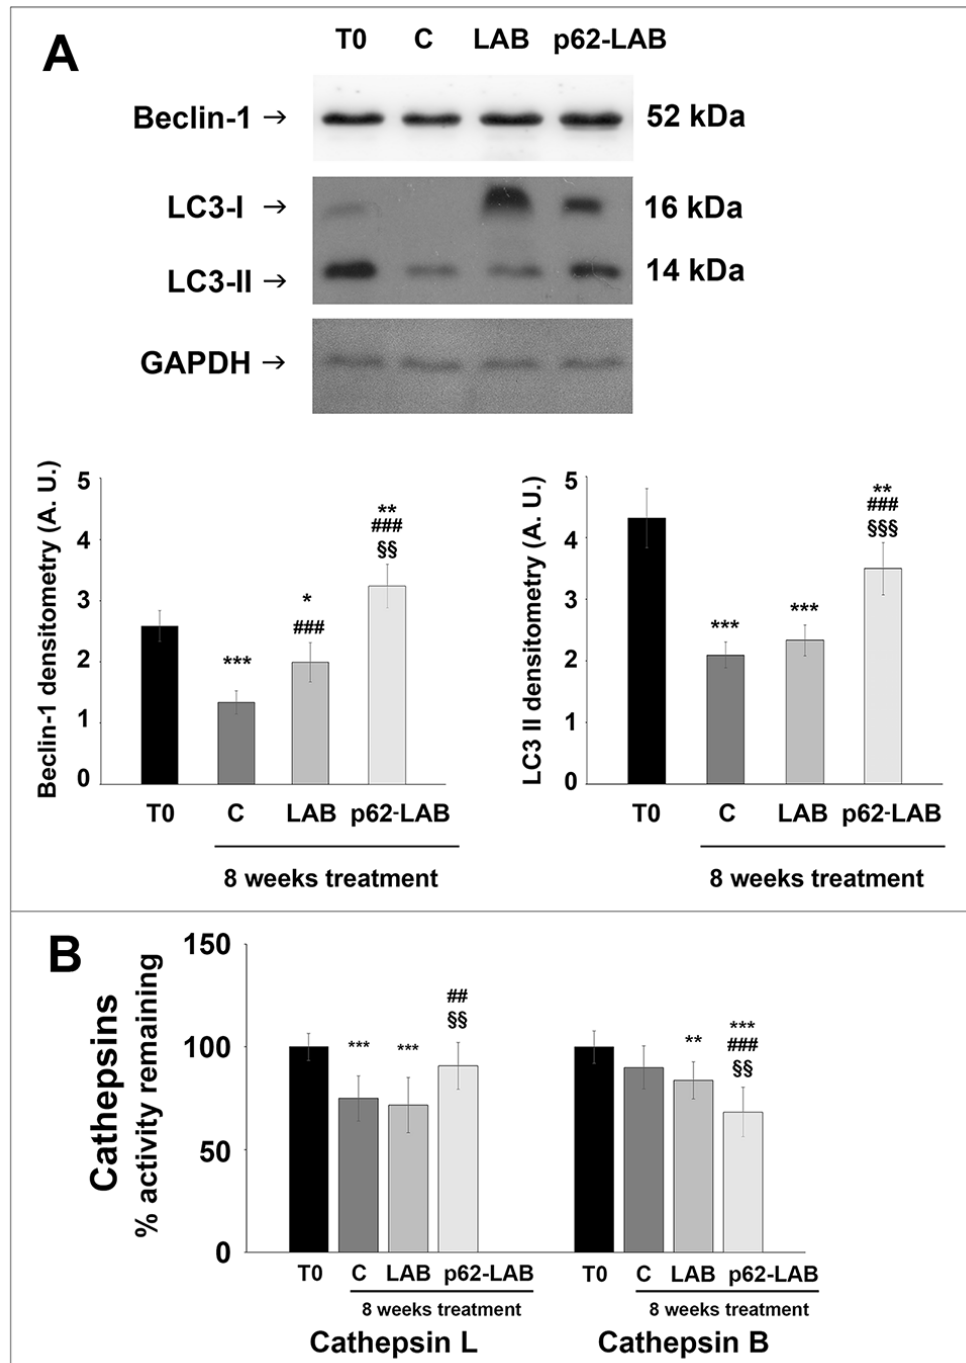 A
T0 C LAB p62-LAB
Beclin-1 → 52 kDa
LC3-I → 16 kDa
LC3-II → 14 kDa
GAPDH →
Beclin-1 densitometry (A. U.)
5
4
3
2
1
0
***
*
###
**
###
§§
T0 C LAB p62-LAB
8 weeks treatment
LC3 II densitometry (A. U.)
5
4
3
2
1
0
***
***
**
###
§§§
T0 C LAB p62-LAB
8 weeks treatment
B
Cathepsins
% activity remaining
150
100
50
0
***
***
##
§§
**
***
###
§§
T0 C LAB p62-LAB
8 weeks treatment
Cathepsin L
T0 C LAB p62-LAB
8 weeks treatment
Cathepsin B